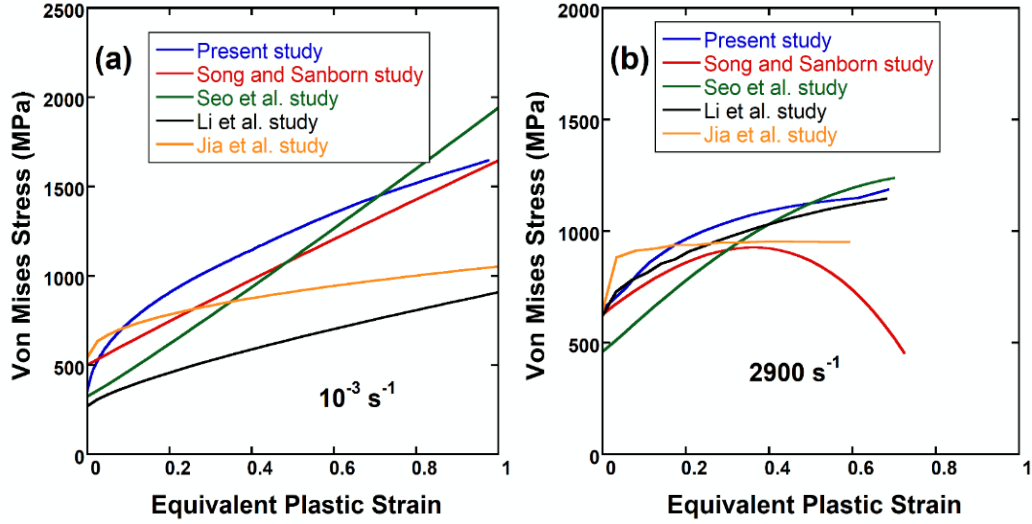 (a)
Present study
Song and Sanborn study
Seo et al. study
Li et al. study
Jia et al. study
2500
2000
1500
1000
500
0
Von Mises Stress (MPa)
10⁻³ s⁻¹
0 0.2 0.4 0.6 0.8 1
Equivalent Plastic Strain
(b)
Present study
Song and Sanborn study
Seo et al. study
Li et al. study
Jia et al. study
2000
1500
1000
500
0
Von Mises Stress (MPa)
2900 s⁻¹
0 0.2 0.4 0.6 0.8 1
Equivalent Plastic Strain